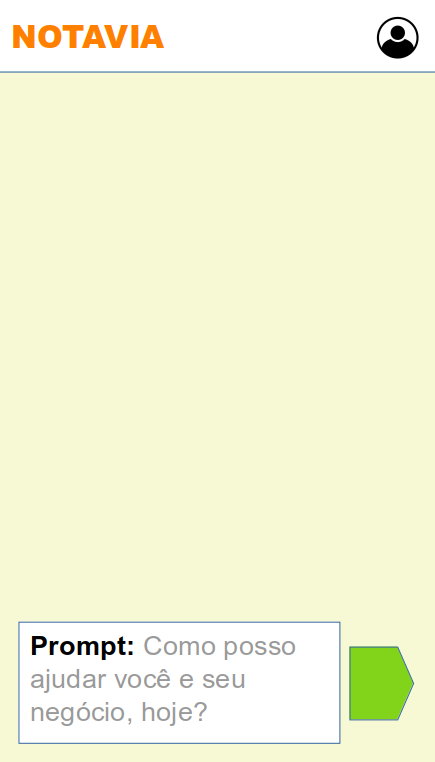 NOTAVIA
Prompt: Como posso
ajudar você e seu
negócio, hoje?